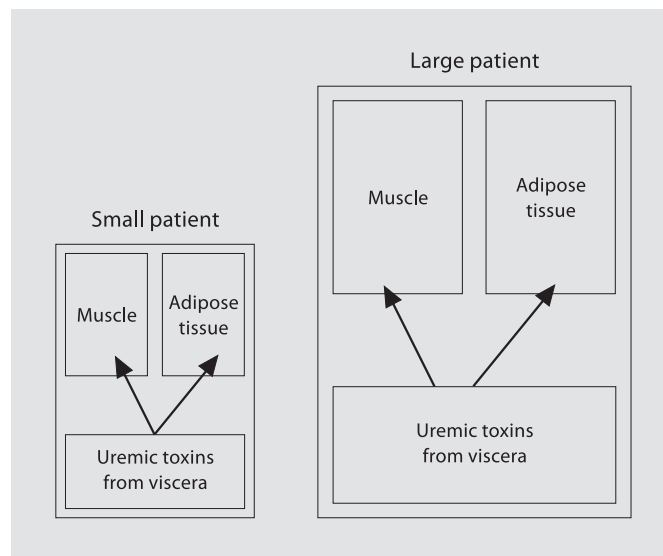 Large patient
Muscle
Adipose
tissue
Uremic toxins
from viscera
Small patient
Muscle
Adipose
tissue
Uremic toxins
from viscera